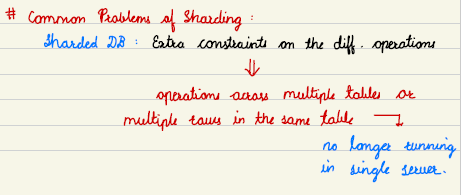 # Common Problems of Sharding :
Sharded DB : Extra constraints on the diff. operations
⇓
operations across multiple tables or
multiple rows in the same table
no longer running
in single server.